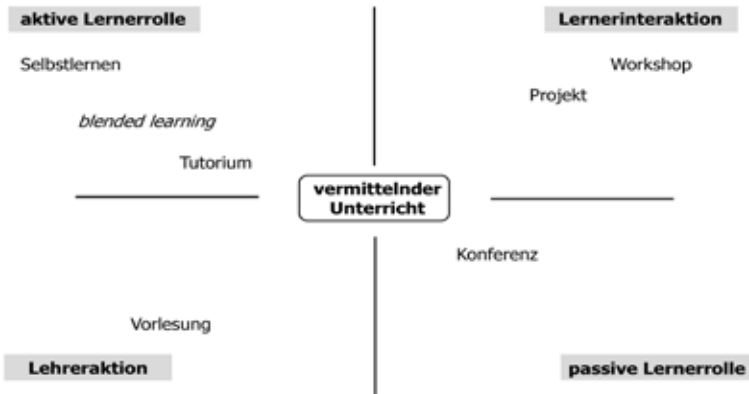 aktive Lernerrolle
Lernerinteraktion
Selbstlernen
Workshop
Projekt
blended learning
Tutorium
vermittelnder
Unterricht
Konferenz
Vorlesung
Lehreraktion
passive Lernerrolle